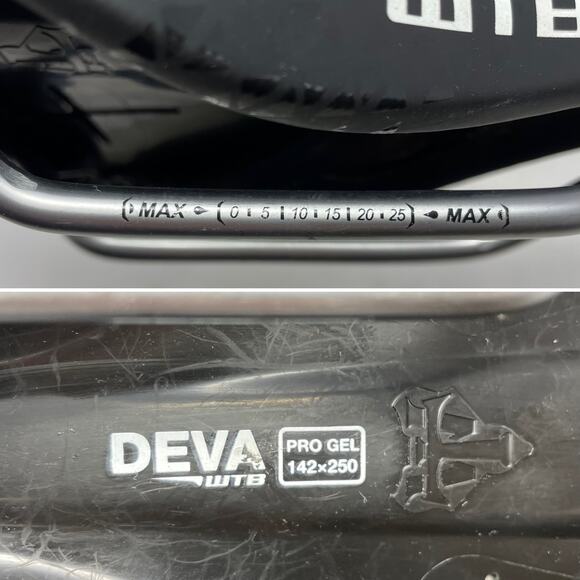 WTB
MAX 0 5 10 15 20 25 MAX
DEVA
WTB
PRO GEL
142×250